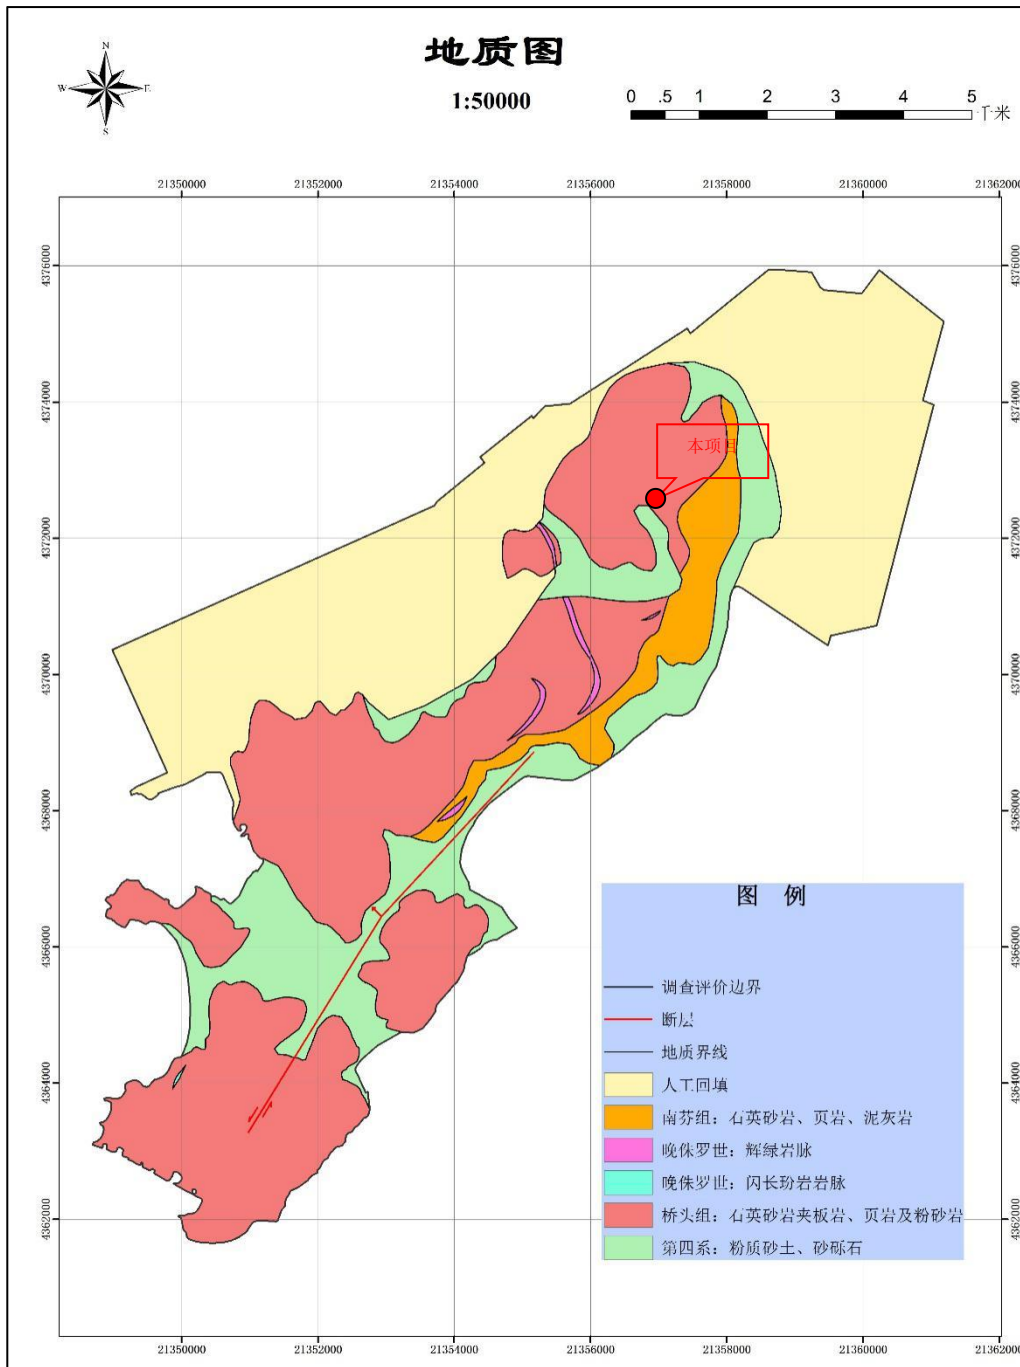 地质图
N
W E
S
1:50000
0 .5 1 2 3 4 5
千米
21350000 21352000 21354000 21356000 21358000 21360000 21362000
4376000 4376000
4374000 4374000
本项目
4372000 4372000
4370000 4370000
4368000 4368000
4366000 4366000
4364000 4364000
4362000 4362000
图 例
调查评价边界
断层
地质界线
人工回填
南芬组：石英砂岩、页岩、泥灰岩
晚侏罗世：辉绿岩脉
晚侏罗世：闪长玢岩岩脉
桥头组：石英砂岩夹板岩、页岩及粉砂岩
第四系：粉质砂土、砂砾石
21350000 21352000 21354000 21356000 21358000 21360000 21362000